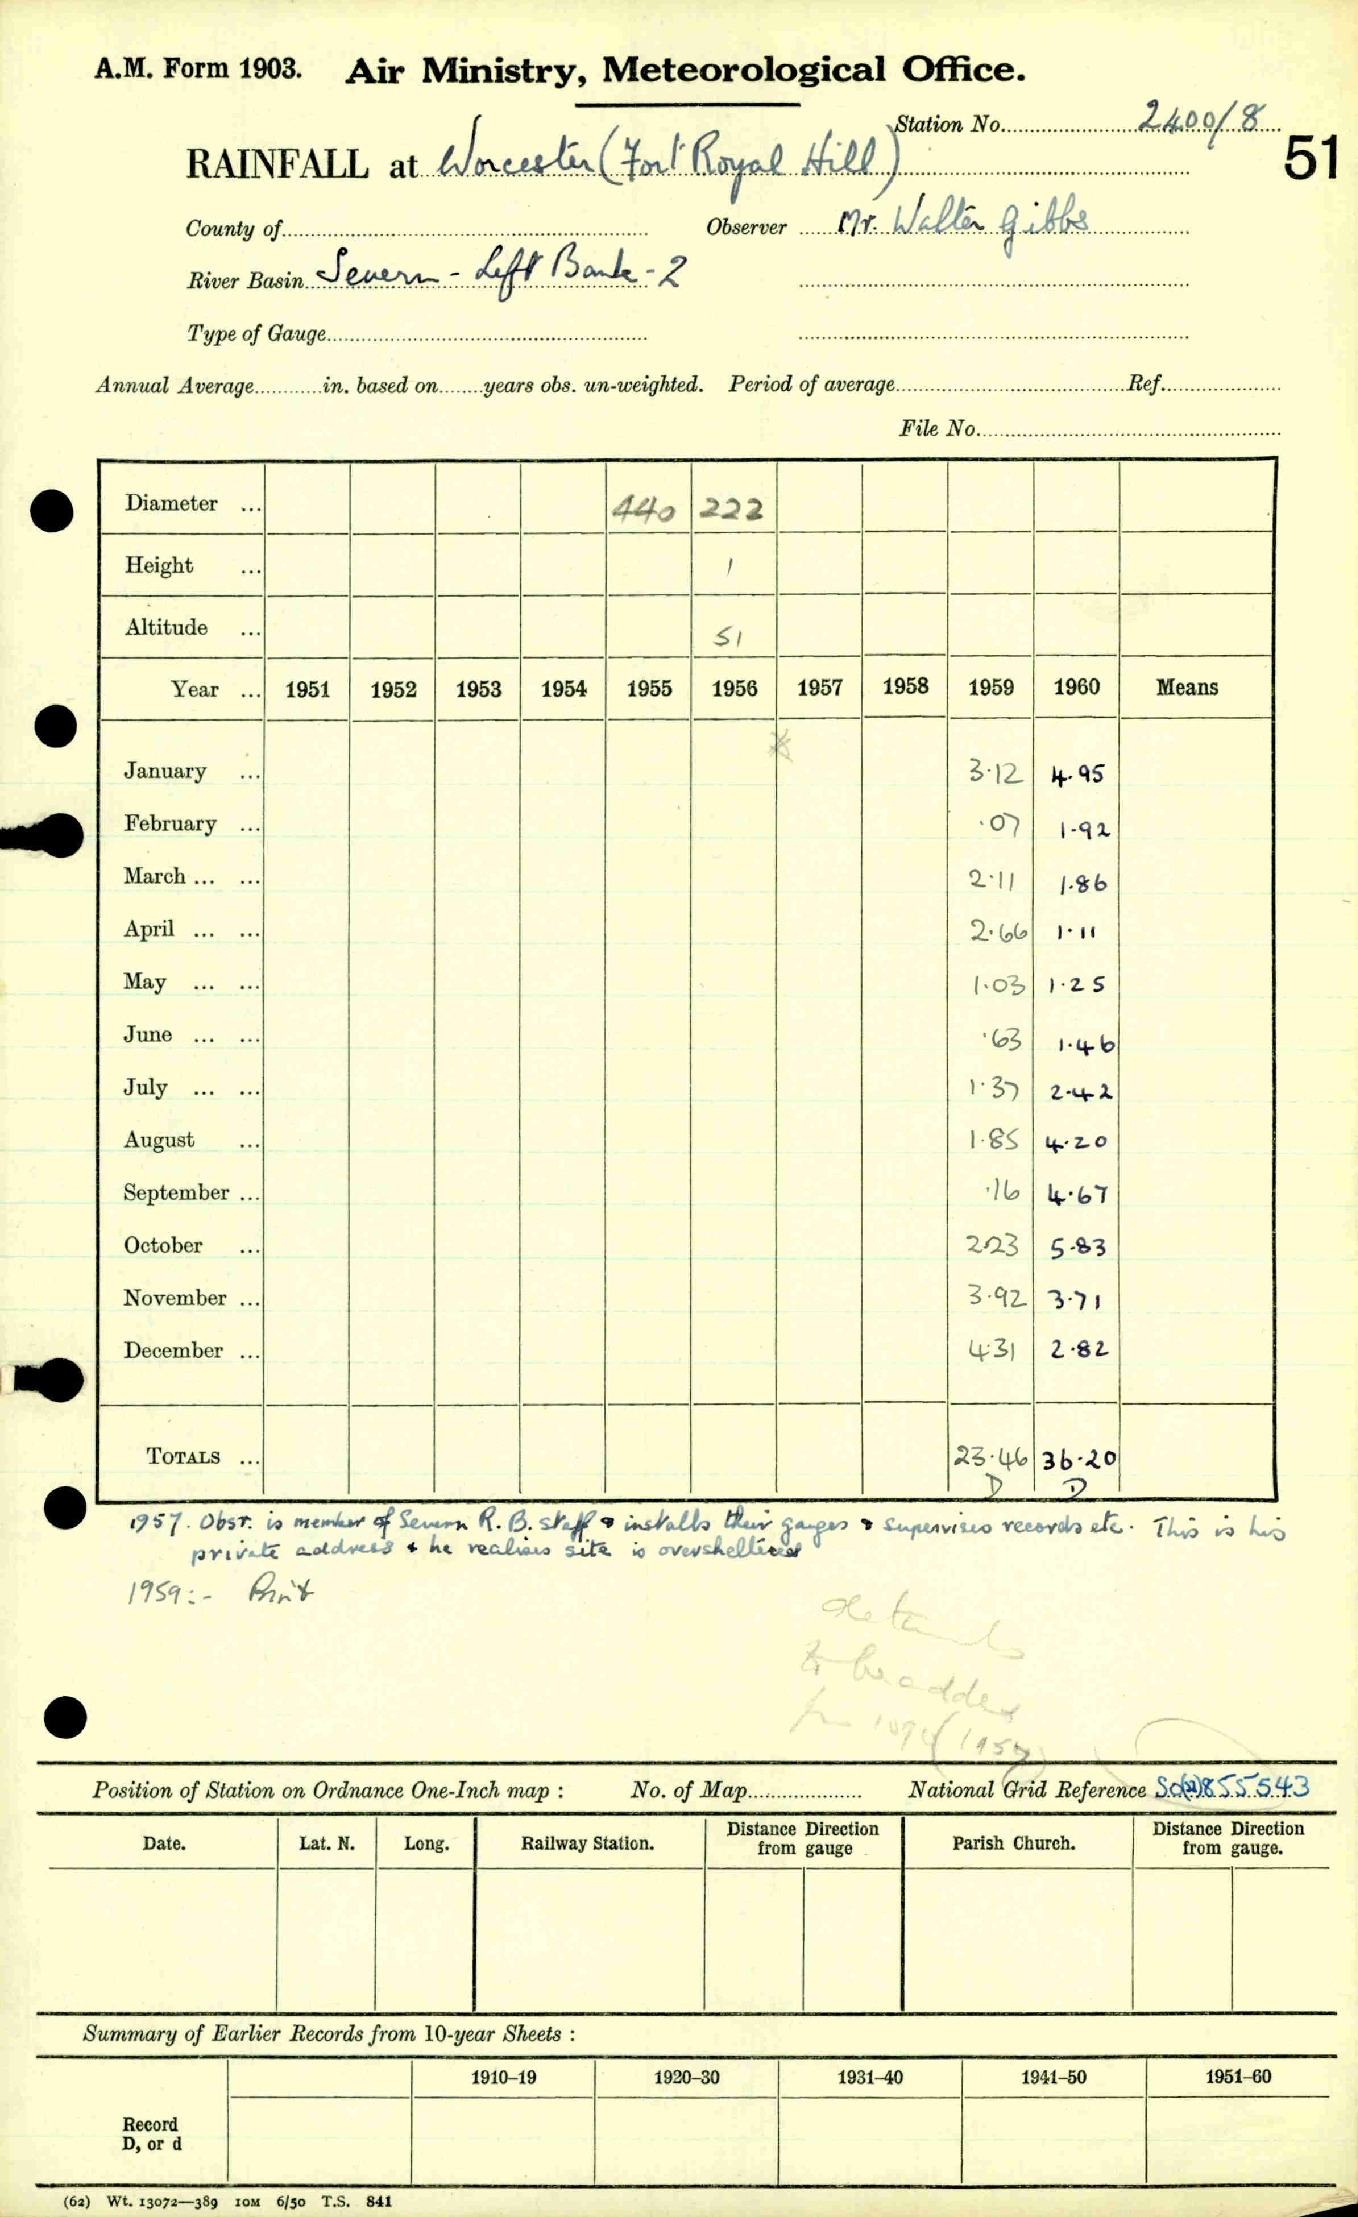 A.M. Form 1903. Air Ministry, Meteorological Office.
Station No. 2400/8
51
RAINFALL at Worcester (Fort Royal Hill)
County of Observer Mr. Walter Gibbs
River Basin Severn - Left Bank - 2
Type of Gauge
Annual Average in. based on years obs. un-weighted. Period of average Ref.
File No.
Diameter ... 440 222
Height ... 1
Altitude ... 51
Year ... 1951 1952 1953 1954 1955 1956 1957 1958 1959 1960 Means
January ... 3.12 4.95
February ... .07 1.92
March ... ... 2.11 1.86
April ... ... 2.66 1.11
May ... ... 1.03 1.25
June ... ... .63 1.46
July ... ... 1.37 2.42
August ... 1.85 4.20
September ... .16 4.67
October ... 2.23 5.83
November ... 3.92 3.71
December ... 4.31 2.82
TOTALS ... 23.46 36.20
D D
1957. Obsr. is member of Severn R.B. staff & installs their gauges & supervises records etc. This is his
private address & he realises site is oversheltered
1959:- Print
details
to be added
(1957)
Position of Station on Ordnance One-Inch map : No. of Map National Grid Reference 855543
Date. Lat. N. Long. Railway Station. Distance from Direction gauge Parish Church. Distance from Direction gauge.
Summary of Earlier Records from 10-year Sheets :
1910–19 1920–30 1931–40 1941–50 1951–60
Record
D, or d
(62) Wt. 13072—389 10M 6/50 T.S. 841